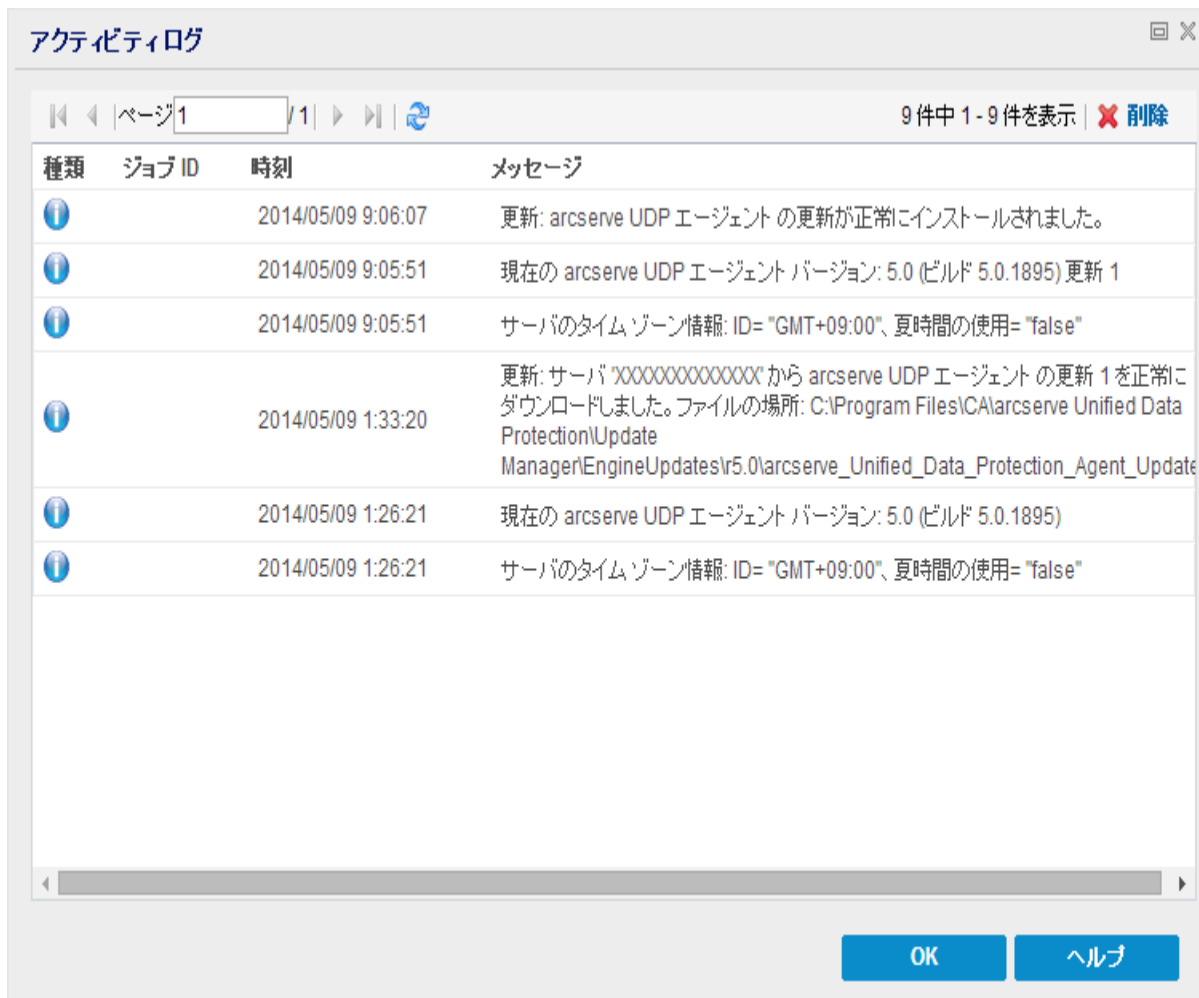 アクティビティログ
ページ 1 / 1 9 件中 1 - 9 件を表示 削除
種類 ジョブ ID 時刻 メッセージ
2014/05/09 9:06:07 更新: arcserve UDP エージェント の更新が正常にインストールされました。
2014/05/09 9:05:51 現在の arcserve UDP エージェント バージョン: 5.0 (ビルド 5.0.1895) 更新 1
2014/05/09 9:05:51 サーバのタイム ゾーン情報: ID= "GMT+09:00"、夏時間の使用= "false"
更新: サーバ 'XXXXXXXXXXXXX' から arcserve UDP エージェント の更新 1 を正常に
2014/05/09 1:33:20 ダウンロードしました。ファイルの場所: C:\Program Files\CA\arcserve Unified Data
Protection\Update
Manager\EngineUpdates\r5.0\arcserve_Unified_Data_Protection_Agent_Update
2014/05/09 1:26:21 現在の arcserve UDP エージェント バージョン: 5.0 (ビルド 5.0.1895)
2014/05/09 1:26:21 サーバのタイム ゾーン情報: ID= "GMT+09:00"、夏時間の使用= "false"
OK ヘルプ